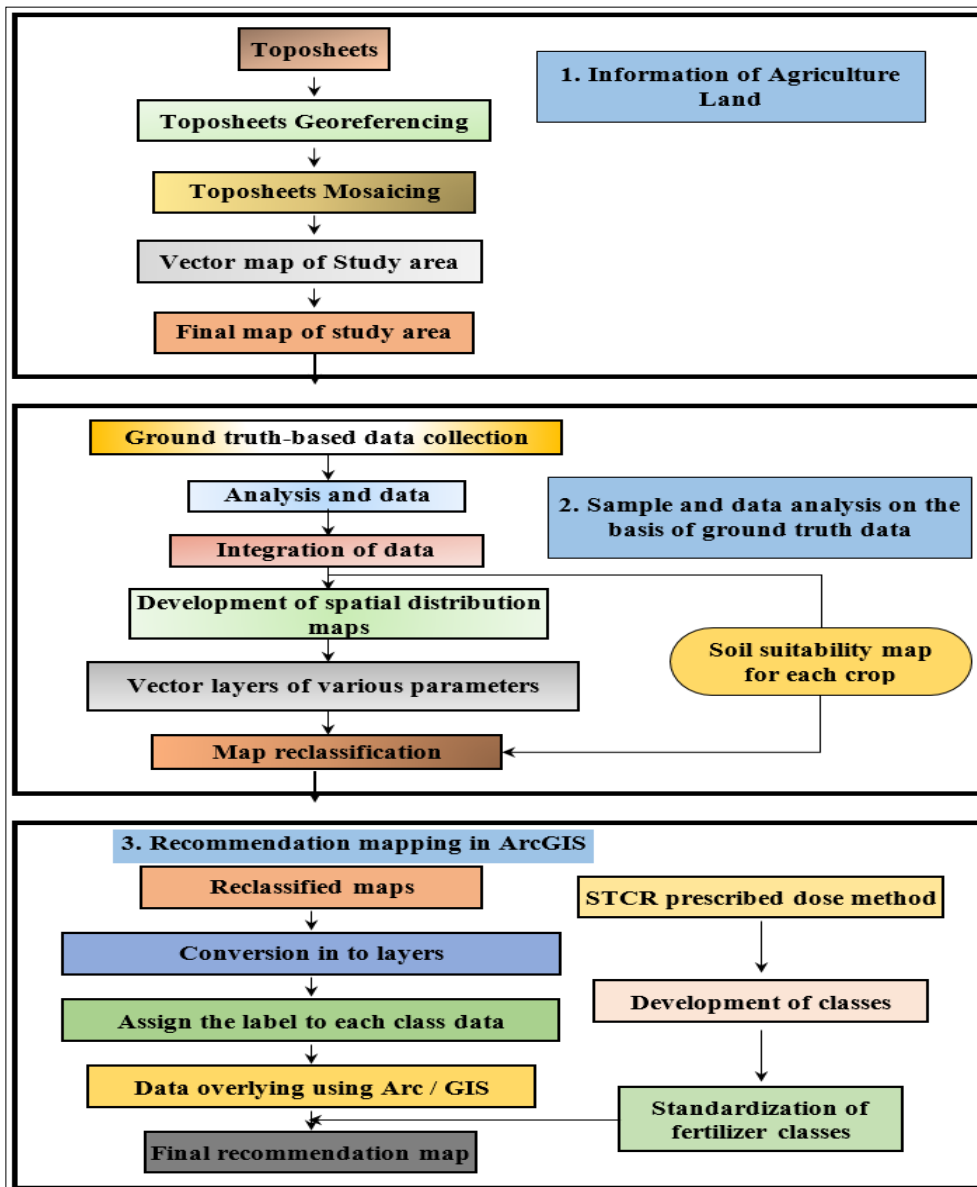 Toposheets
1. Information of Agriculture
Land
Toposheets Georeferencing
Toposheets Mosaicing
Vector map of Study area
Final map of study area
Ground truth-based data collection
Analysis and data
2. Sample and data analysis on the
basis of ground truth data
Integration of data
Development of spatial distribution
maps
Soil suitability map
for each crop
Vector layers of various parameters
Map reclassification
3. Recommendation mapping in ArcGIS
Reclassified maps
STCR prescribed dose method
Conversion in to layers
Development of classes
Assign the label to each class data
Data overlying using Arc / GIS
Standardization of
fertilizer classes
Final recommendation map